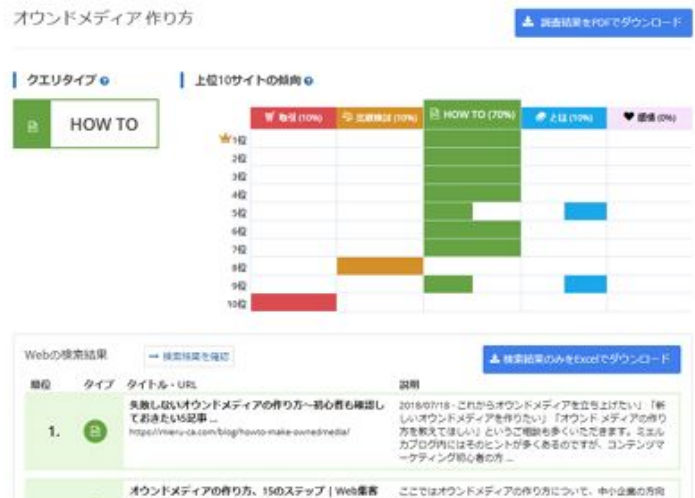 オウンドメディア 作り方
調査結果をPDFでダウンロード
クエリタイプ
上位10サイトの傾向
HOW TO
取引 (10%)
比較検討 (10%)
HOW TO (70%)
とは (10%)
感情 (0%)
1位
2位
3位
4位
5位
6位
7位
8位
9位
10位
Webの検索結果
検索結果を確認
検索結果のみをExcelでダウンロード
順位 タイプ タイトル・URL 説明
1.
失敗しないオウンドメディアの作り方~初心者も確認し
ておきたい5記事 ...
https://mieru-ca.com/blog/howto-make-ownedmedia/
2018/07/18 - これからオウンドメディアを立ち上げたい」「新
しいオウンドメディアを作りたい」「オウンド メディアの作り
方を教えてほしい」というご相談も多くいただきます。ミエル
カブログ内にはそのヒントが多くあるのですが、コンテンツマ
ーケティング初心者の方 ...
オウンドメディアの作り方、15のステップ | Web集客
ここではオウンドメディアの作り方について、中小企業の方向